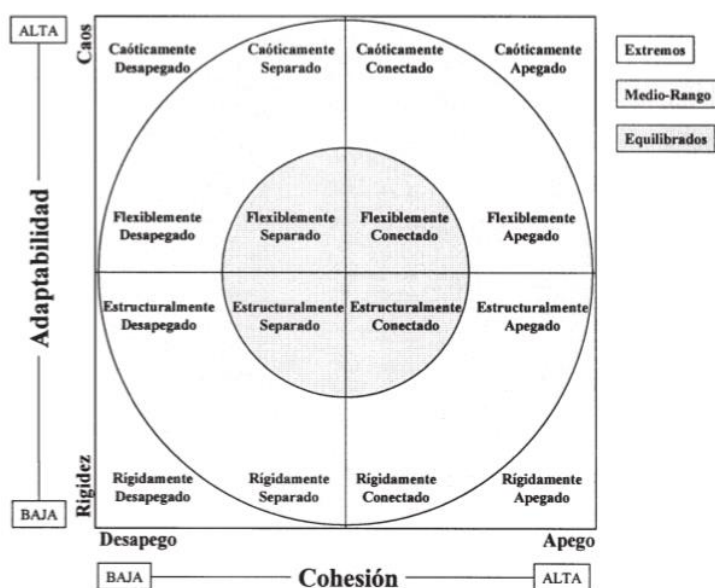 ALTA
Caos
Caóticamente
Desapegado
Caóticamente
Separado
Caóticamente
Conectado
Caóticamente
Apegado
Extremos
Medio-Rango
Equilibrados
Adaptabilidad
Flexiblemente
Desapegado
Flexiblemente
Separado
Flexiblemente
Conectado
Flexiblemente
Apegado
Estructuralmente
Desapegado
Estructuralmente
Separado
Estructuralmente
Conectado
Estructuralmente
Apegado
Rígidamente
Desapegado
Rígidamente
Separado
Rígidamente
Conectado
Rígidamente
Apegado
Rígidez
BAJA
Desapego
Apego
BAJA
Cohesión
ALTA